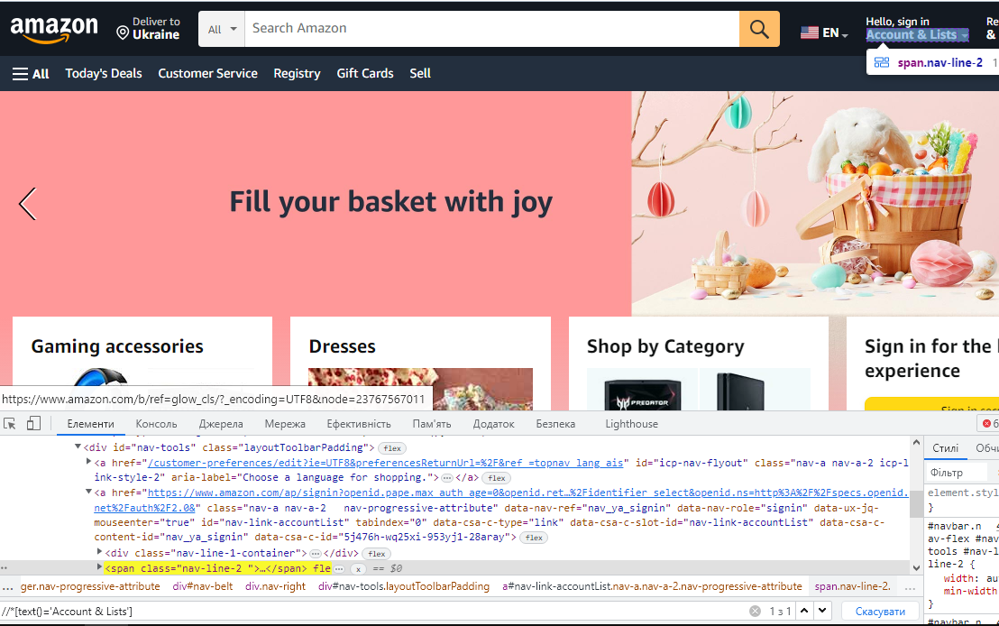 amazon
Deliver to
Ukraine
All
Search Amazon
EN
Hello, sign in
Account & Lists
Re
&
span.nav-line-2 1
All Today's Deals Customer Service Registry Gift Cards Sell
Fill your basket with joy
Gaming accessories
Dresses
Shop by Category
Sign in for the
experience
PREDATOR
https://www.amazon.com/b/ref=glow_cls/?_encoding=UTF8&node=23767567011
Елементи Консоль Джерела Мережа Ефективність Пам'ять Додаток Безпека Lighthouse 6
<div id="nav-tools" class="layoutToolbarPadding"> flex
<a href="/customer-preferences/edit?ie=UTF8&preferencesReturnUrl=%2F&ref_=topnav_lang_ais" id="icp-nav-flyout" class="nav-a nav-a-2 icp-l
ink-style-2" aria-label="Choose a language for shopping."> … </a> flex
<a href="https://www.amazon.com/ap/signin?openid.pape.max_auth_age=0&openid.ret…%2Fidentifier_select&openid.ns=http%3A%2F%2Fspecs.openid.
net%2Fauth%2F2.0&" class="nav-a nav-a-2 nav-progressive-attribute" data-nav-ref="nav_ya_signin" data-nav-role="signin" data-ux-jq-
mouseenter="true" id="nav-link-accountList" tabindex="0" data-csa-c-type="link" data-csa-c-slot-id="nav-link-accountList" data-csa-c-
content-id="nav_ya_signin" data-csa-c-id="5j476h-wq25xi-953yj1-28aray"> flex
<div class="nav-line-1-container"> … </div> flex
<span class="nav-line-2 ">…</span> fle … x == $0
… ger.nav-progressive-attribute div#nav-belt div.nav-right div#nav-tools.layoutToolbarPadding a#nav-link-accountList.nav-a.nav-a-2.nav-progressive-attribute span.nav-line-2. …
//*[text()='Account & Lists'] 1 з 1 Скасувати
Стилі Обчи
Фільтр
element.styl
}
#navbar.n 4
av-flex #nav
tools #nav-l
line-2 {
width: au
min-width
}
#navbar.n